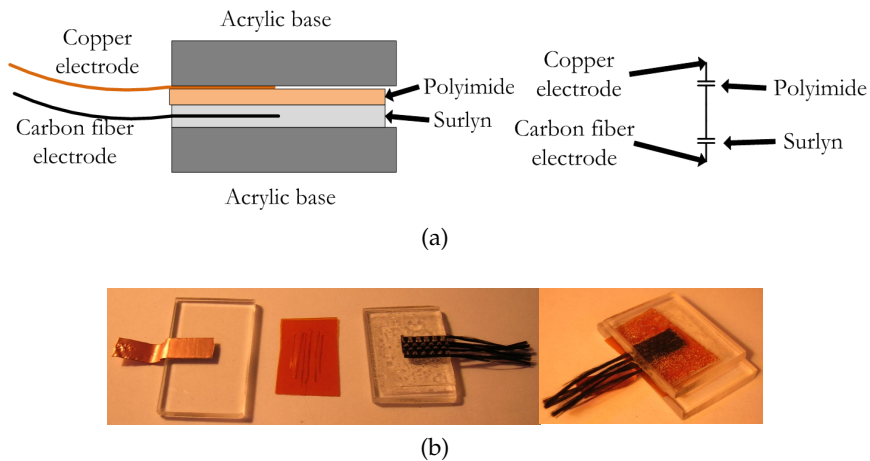 Acrylic base
Copper
electrode
Polyimide
Surlyn
Carbon fiber
electrode
Acrylic base
Copper
electrode
Polyimide
Carbon fiber
electrode
Surlyn
(a)
(b)